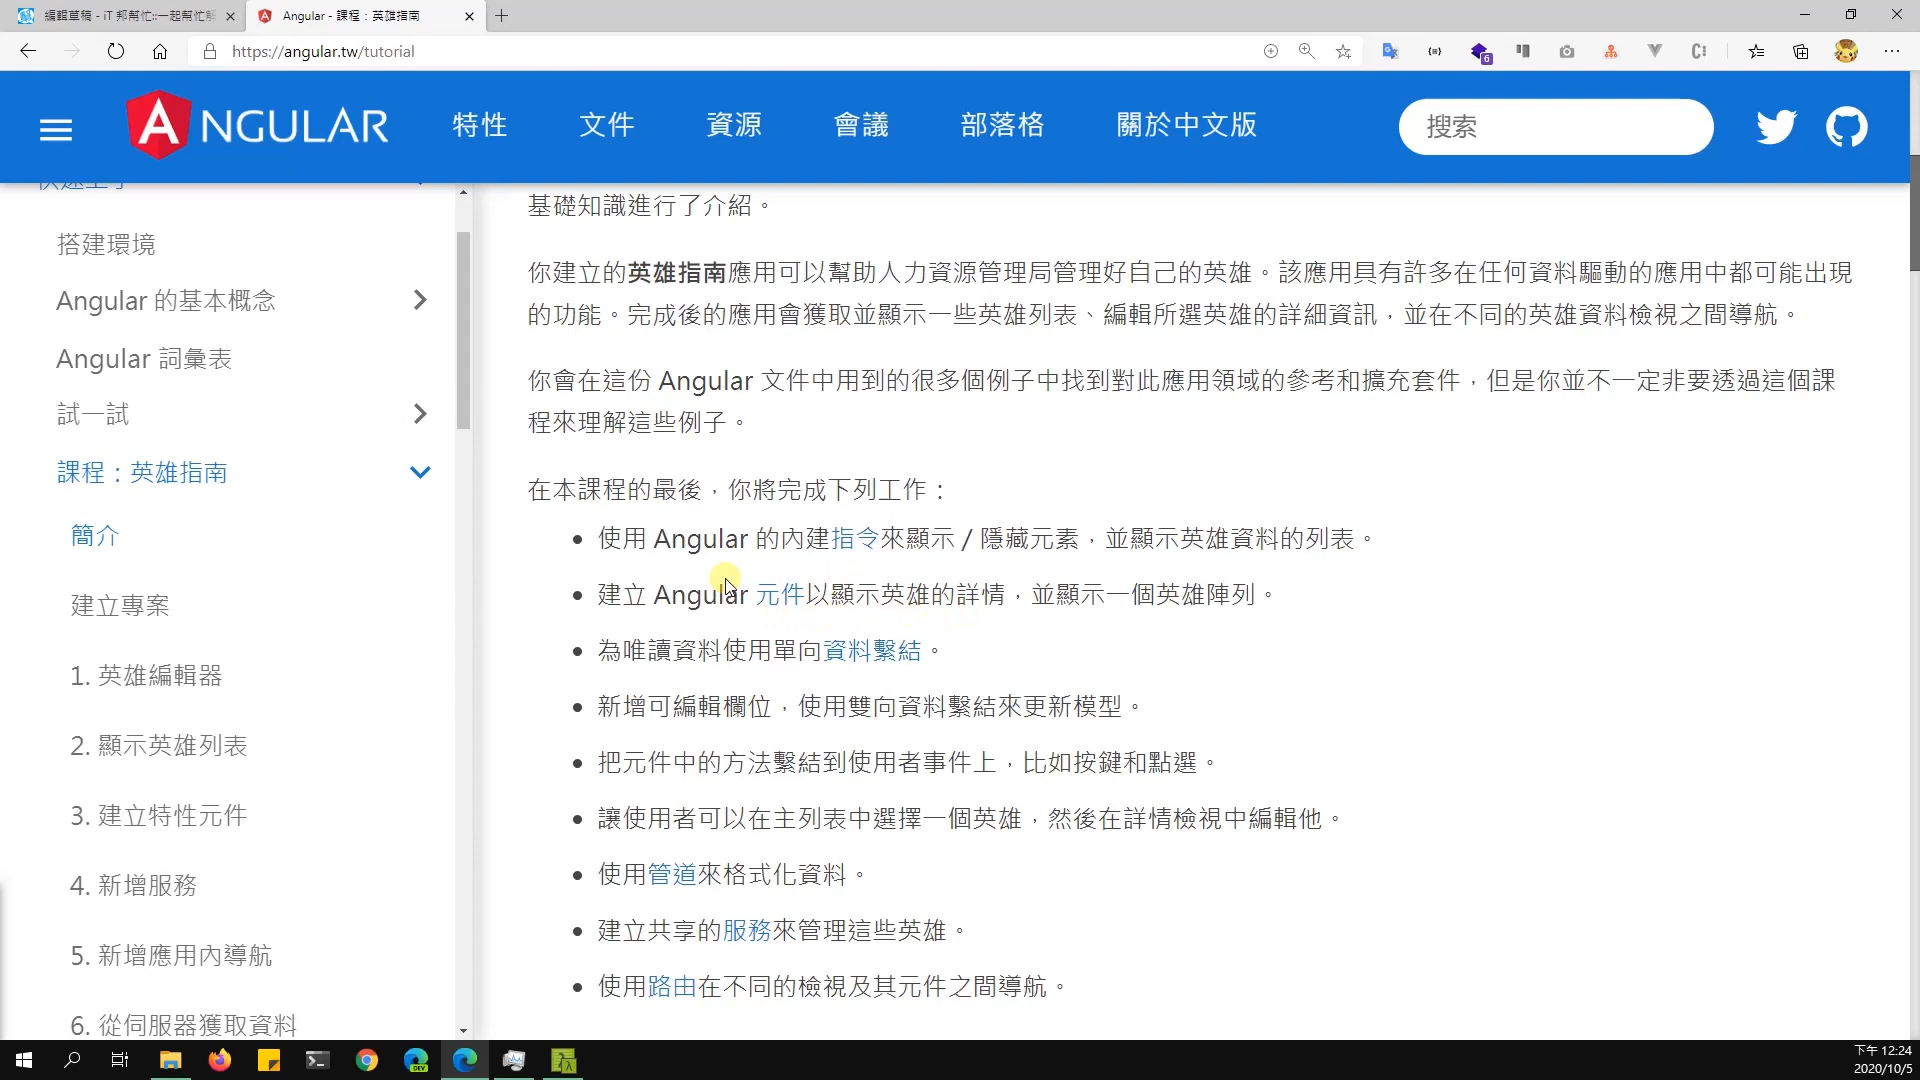 編輯草稿 - iT 邦幫忙::一起幫忙解
Angular - 課程：英雄指南
https://angular.tw/tutorial
6
ANGULAR
特性
文件
資源
會議
部落格
關於中文版
搜索
快速上手
搭建環境
Angular 的基本概念
Angular 詞彙表
試一試
課程：英雄指南
簡介
建立專案
1. 英雄編輯器
2. 顯示英雄列表
3. 建立特性元件
4. 新增服務
5. 新增應用內導航
6. 從伺服器獲取資料
基礎知識進行了介紹。
你建立的英雄指南應用可以幫助人力資源管理局管理好自己的英雄。該應用具有許多在任何資料驅動的應用中都可能出現
的功能。完成後的應用會獲取並顯示一些英雄列表、編輯所選英雄的詳細資訊，並在不同的英雄資料檢視之間導航。
你會在這份 Angular 文件中用到的很多個例子中找到對此應用領域的參考和擴充套件，但是你並不一定非要透過這個課
程來理解這些例子。
在本課程的最後，你將完成下列工作：
• 使用 Angular 的內建指令來顯示 / 隱藏元素，並顯示英雄資料的列表。
• 建立 Angular 元件以顯示英雄的詳情，並顯示一個英雄陣列。
• 為唯讀資料使用單向資料繫結。
• 新增可編輯欄位，使用雙向資料繫結來更新模型。
• 把元件中的方法繫結到使用者事件上，比如按鍵和點選。
• 讓使用者可以在主列表中選擇一個英雄，然後在詳情檢視中編輯他。
• 使用管道來格式化資料。
• 建立共享的服務來管理這些英雄。
• 使用路由在不同的檢視及其元件之間導航。
DEV
下午 12:24
2020/10/5